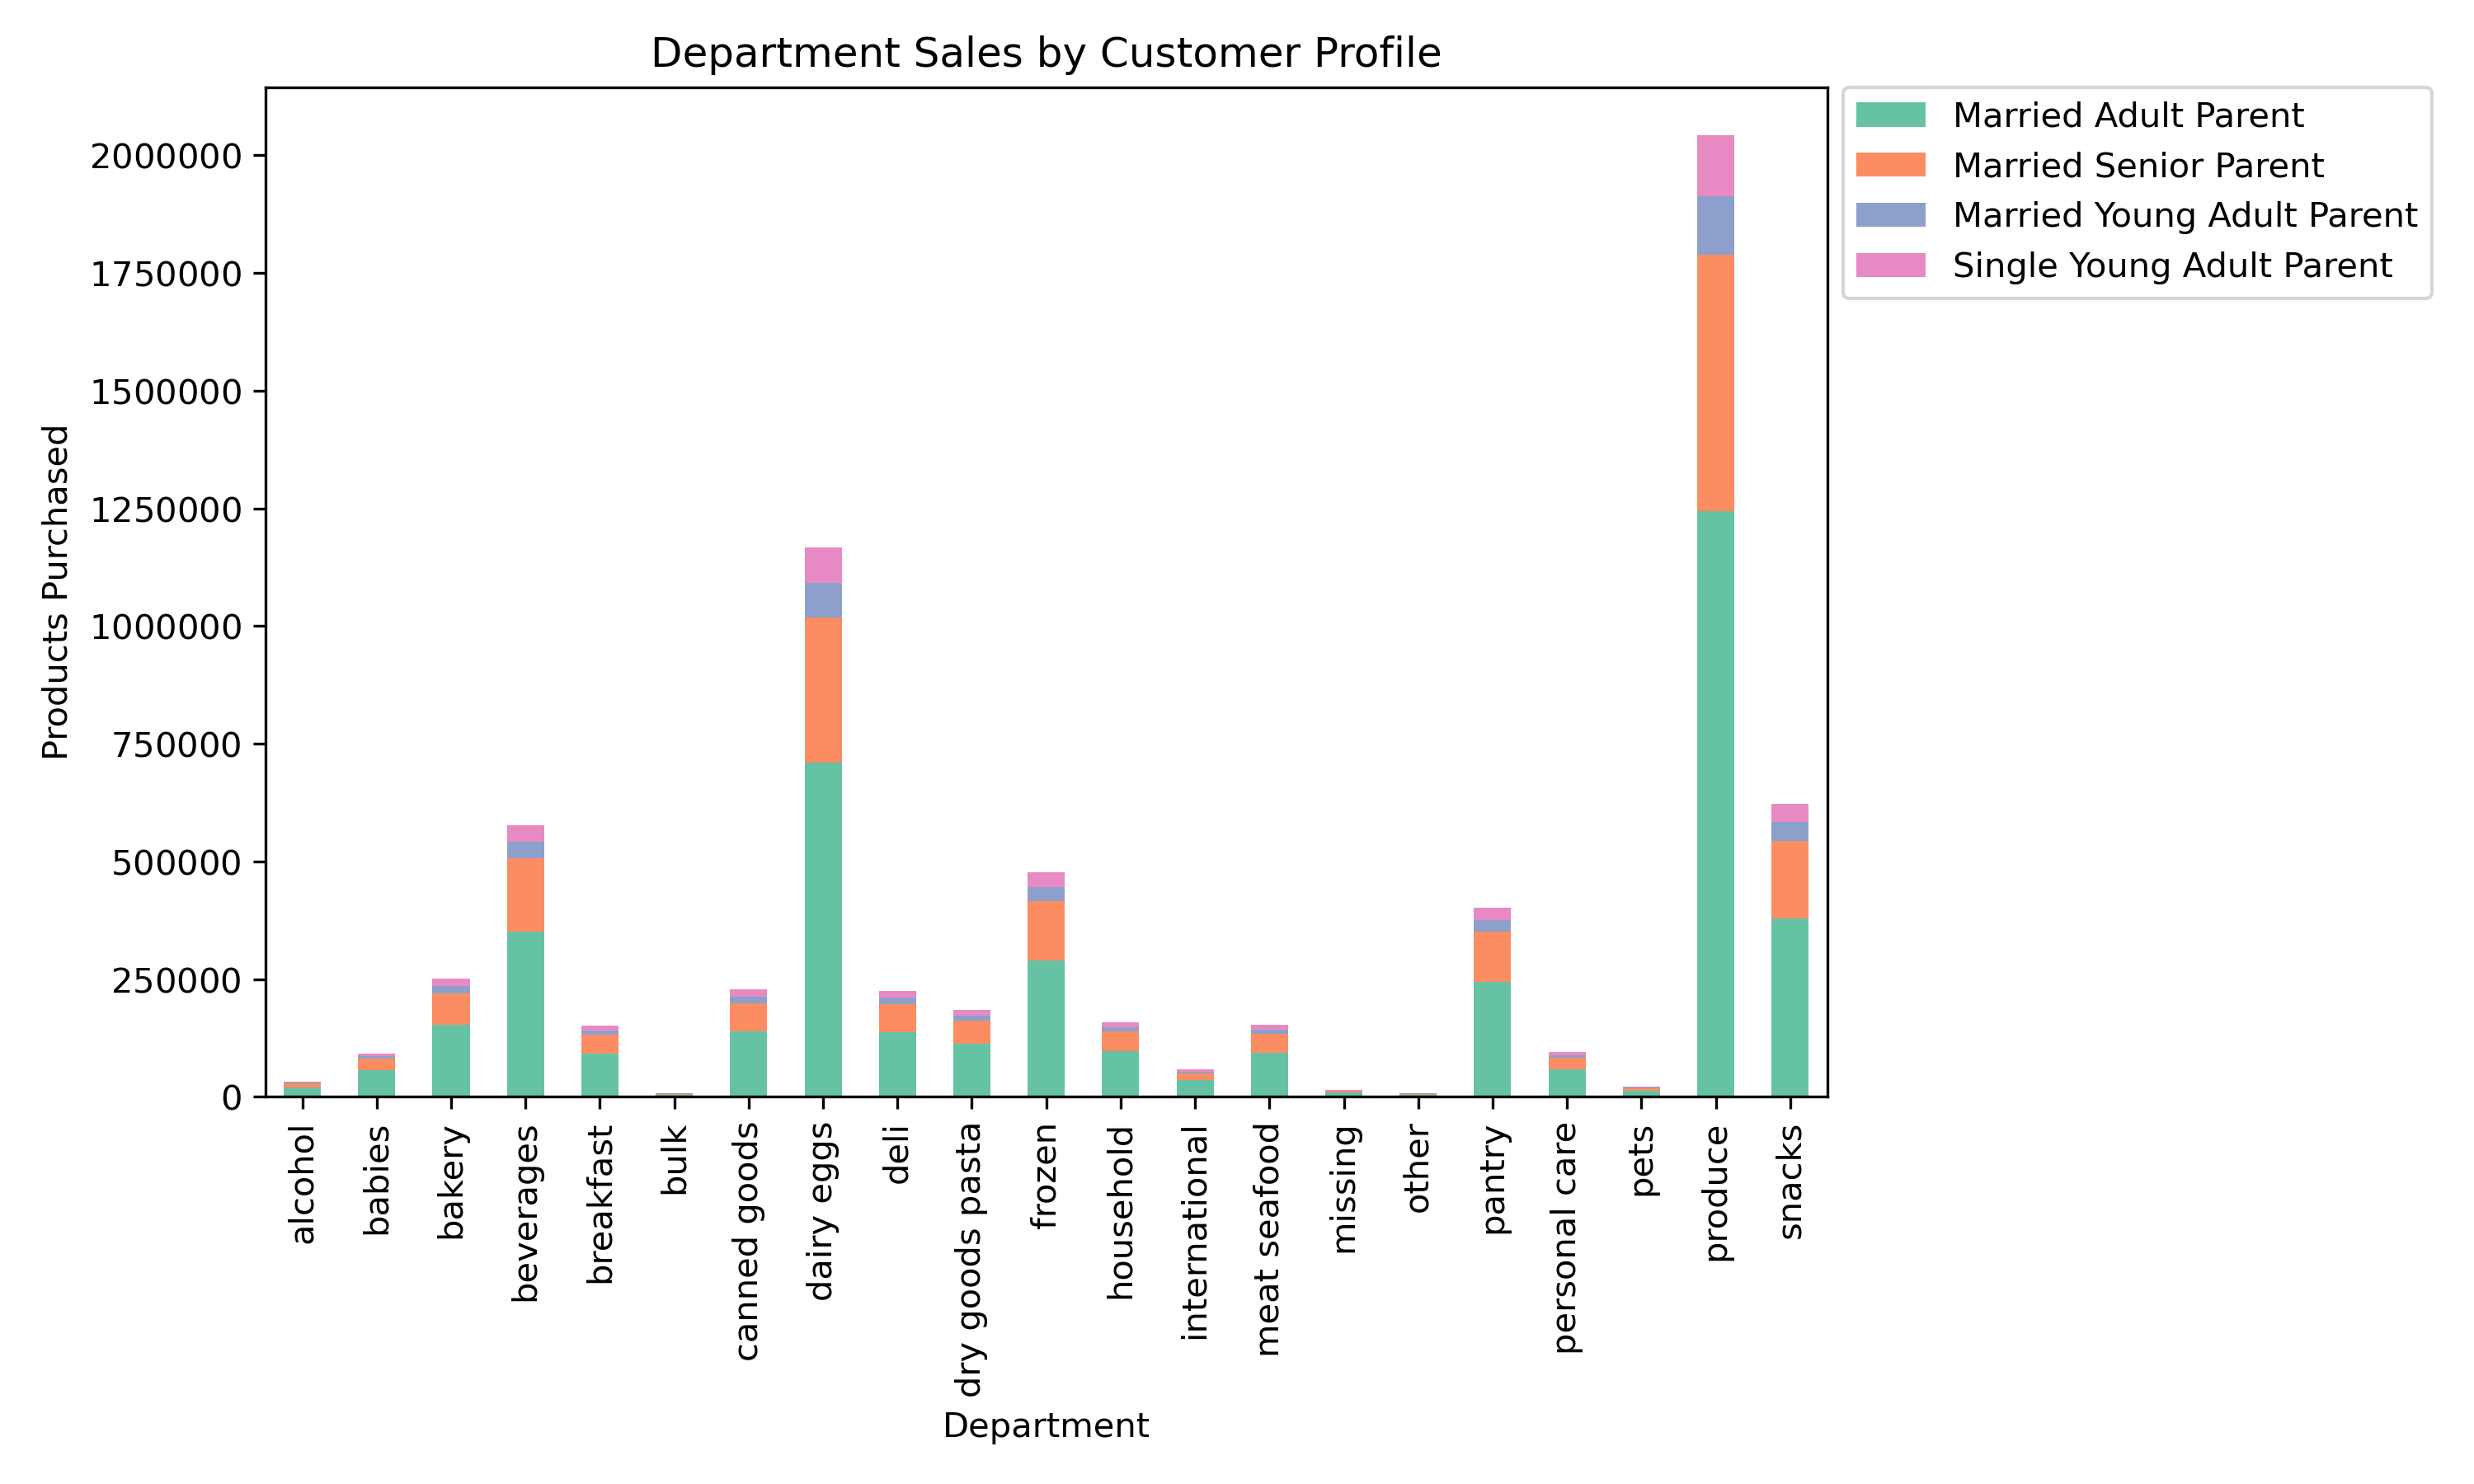 Department Sales by Customer Profile
Products Purchased
2000000
1750000
1500000
1250000
1000000
750000
500000
250000
0
alcohol
babies
bakery
beverages
breakfast
bulk
canned goods
dairy eggs
deli
dry goods pasta
frozen
household
international
meat seafood
missing
other
pantry
personal care
pets
produce
snacks
Department
Married Adult Parent
Married Senior Parent
Married Young Adult Parent
Single Young Adult Parent